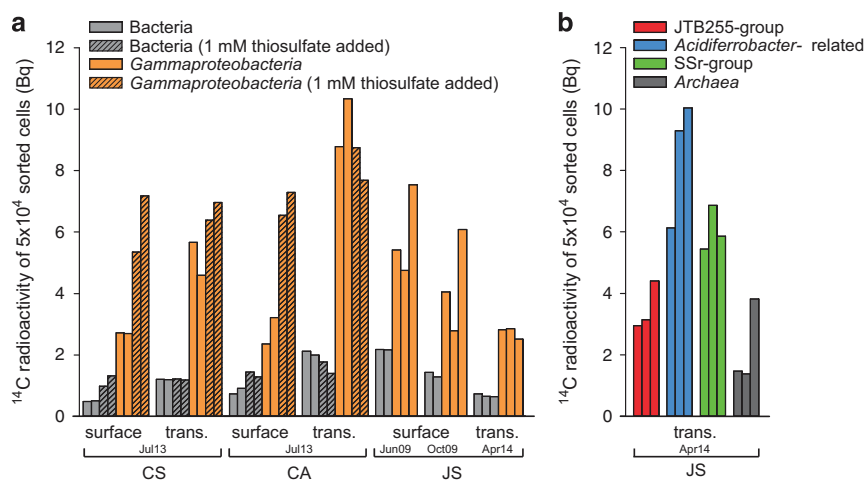 a
Bacteria
Bacteria (1 mM thiosulfate added)
Gammaproteobacteria
Gammaproteobacteria (1 mM thiosulfate added)
¹⁴C radioactivity of 5x10⁴ sorted cells (Bq)
12
10
8
6
4
2
0
surface trans. surface trans. surface trans.
Jul13 Jul13 Jun09 Oct09 Apr14
CS CA JS
b
JTB255-group
Acidiferrobacter- related
SSr-group
Archaea
¹⁴C radioactivity of 5x10⁴ sorted cells (Bq)
12
10
8
6
4
2
0
trans.
Apr14
JS